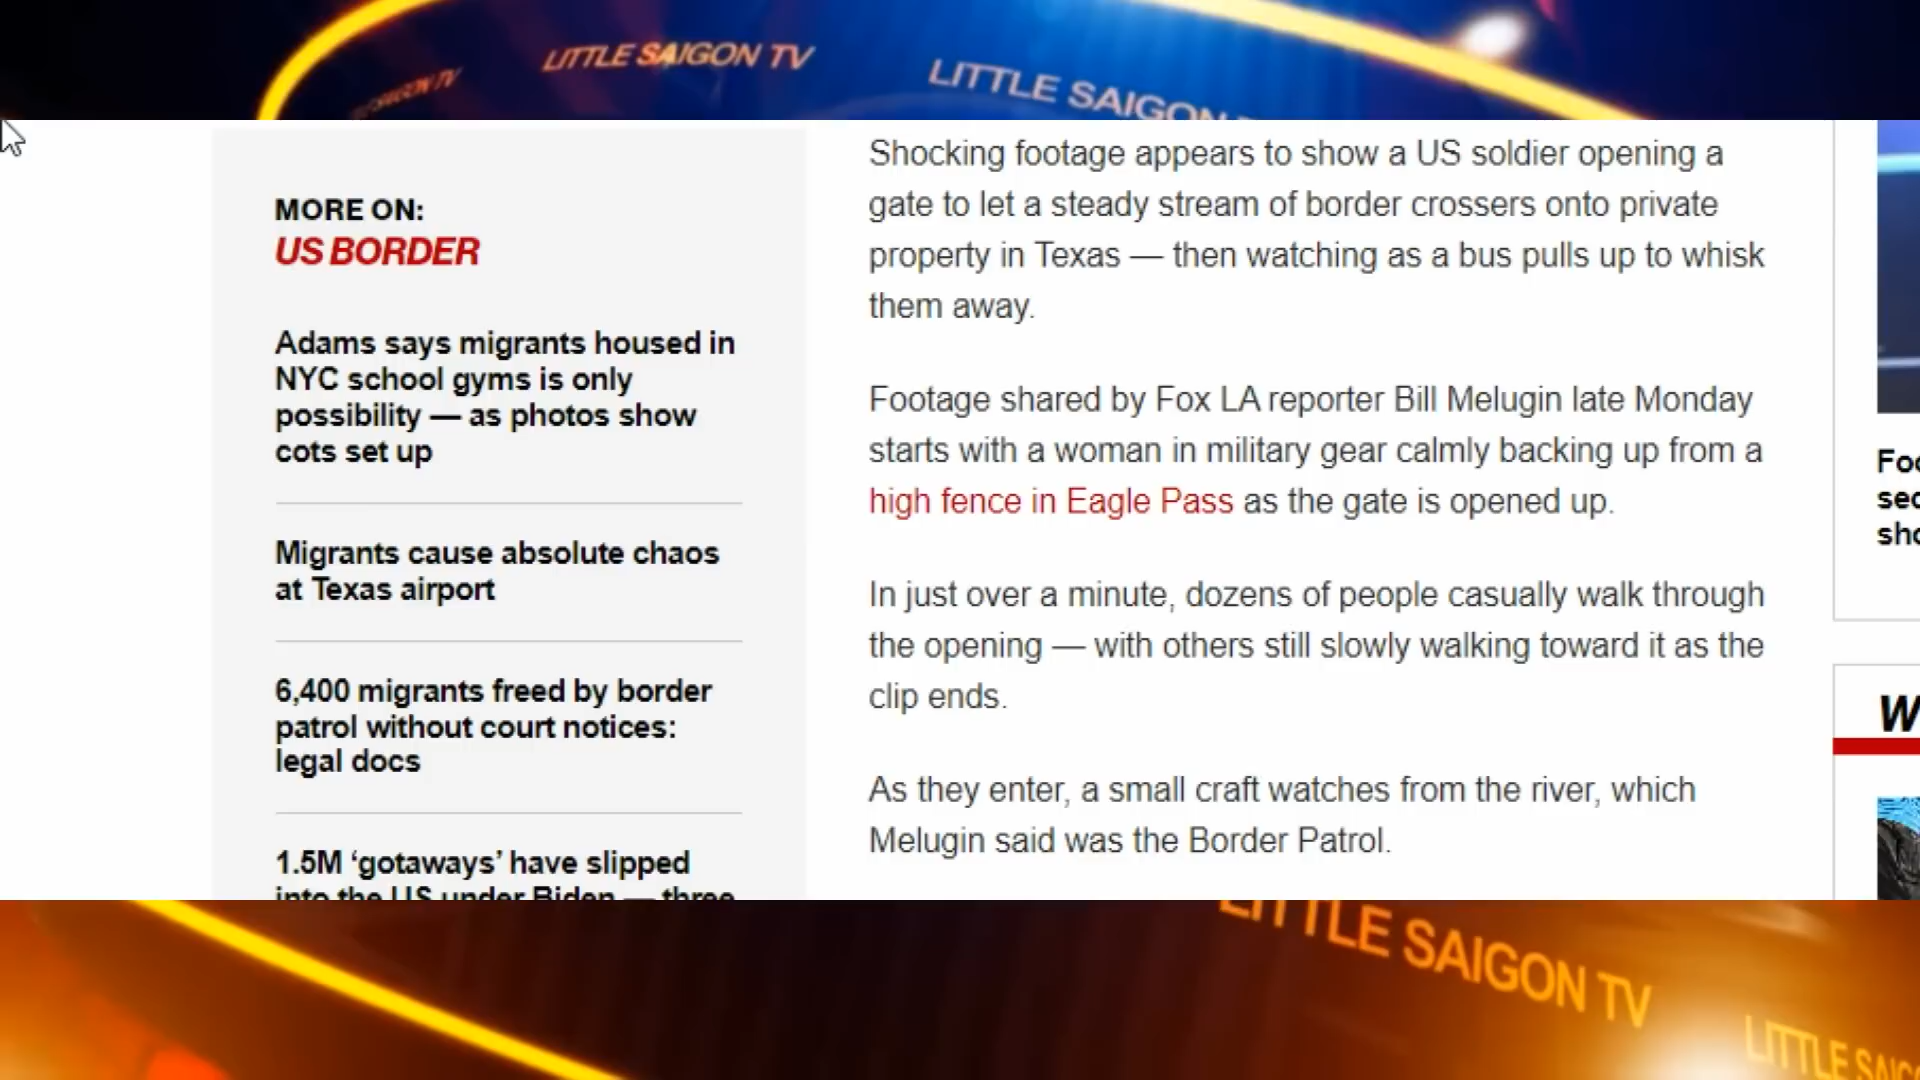 LITTLE SAIGON TV
LITTLE SAIGON
MORE ON:
US BORDER
Adams says migrants housed in
NYC school gyms is only
possibility — as photos show
cots set up
Migrants cause absolute chaos
at Texas airport
6,400 migrants freed by border
patrol without court notices:
legal docs
1.5M ‘gotaways’ have slipped
into the US under Biden — three
Shocking footage appears to show a US soldier opening a
gate to let a steady stream of border crossers onto private
property in Texas — then watching as a bus pulls up to whisk
them away.
Footage shared by Fox LA reporter Bill Melugin late Monday
starts with a woman in military gear calmly backing up from a
high fence in Eagle Pass as the gate is opened up.
In just over a minute, dozens of people casually walk through
the opening — with others still slowly walking toward it as the
clip ends.
As they enter, a small craft watches from the river, which
Melugin said was the Border Patrol.
LITTLE SAIGON TV
LITTLE